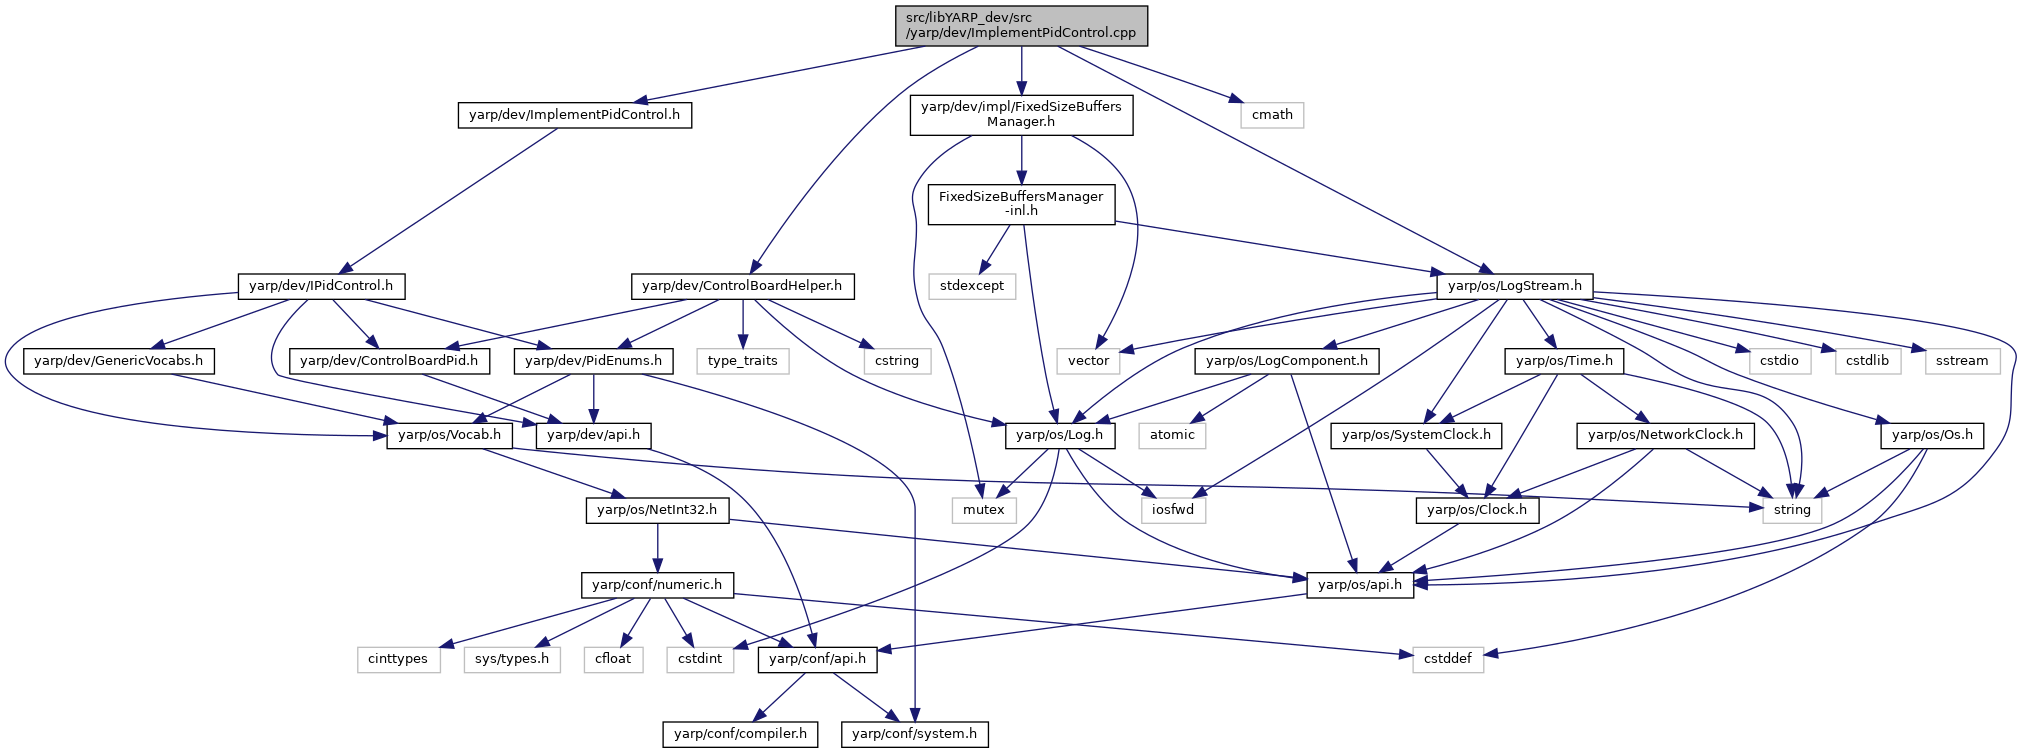 src/libYARP_dev/src
/yarp/dev/ImplementPidControl.cpp
yarp/dev/ImplementPidControl.h
yarp/dev/impl/FixedSizeBuffers
Manager.h
cmath
FixedSizeBuffersManager
-inl.h
yarp/dev/IPidControl.h
yarp/dev/ControlBoardHelper.h
stdexcept
yarp/os/LogStream.h
yarp/dev/GenericVocabs.h
yarp/dev/ControlBoardPid.h
yarp/dev/PidEnums.h
type_traits
cstring
vector
yarp/os/LogComponent.h
yarp/os/Time.h
cstdio
cstdlib
sstream
yarp/os/Vocab.h
yarp/dev/api.h
yarp/os/Log.h
atomic
yarp/os/SystemClock.h
yarp/os/NetworkClock.h
yarp/os/Os.h
yarp/os/NetInt32.h
mutex
iosfwd
yarp/os/Clock.h
string
yarp/conf/numeric.h
yarp/os/api.h
cinttypes
sys/types.h
cfloat
cstdint
yarp/conf/api.h
cstddef
yarp/conf/compiler.h
yarp/conf/system.h